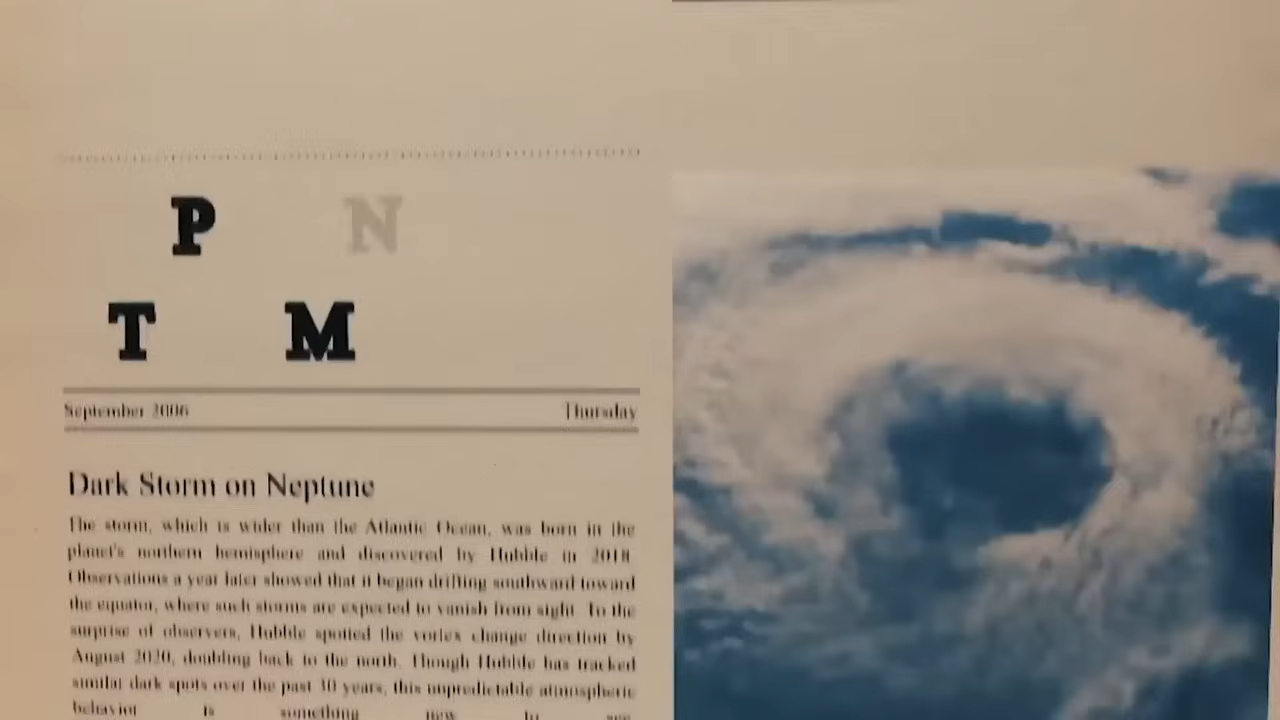 P N
T M
September 2006 Thursday
Dark Storm on Neptune
The storm, which is wider than the Atlantic Ocean, was born in the
planet's northern hemisphere and discovered by Hubble in 2018.
Observations a year later showed that it began drifting southward toward
the equator, where such storms are expected to vanish from sight. To the
surprise of observers, Hubble spotted the vortex change direction by
August 2020, doubling back to the north. Though Hubble has tracked
similar dark spots over the past 30 years, this unpredictable atmospheric
behavior is something new to see.